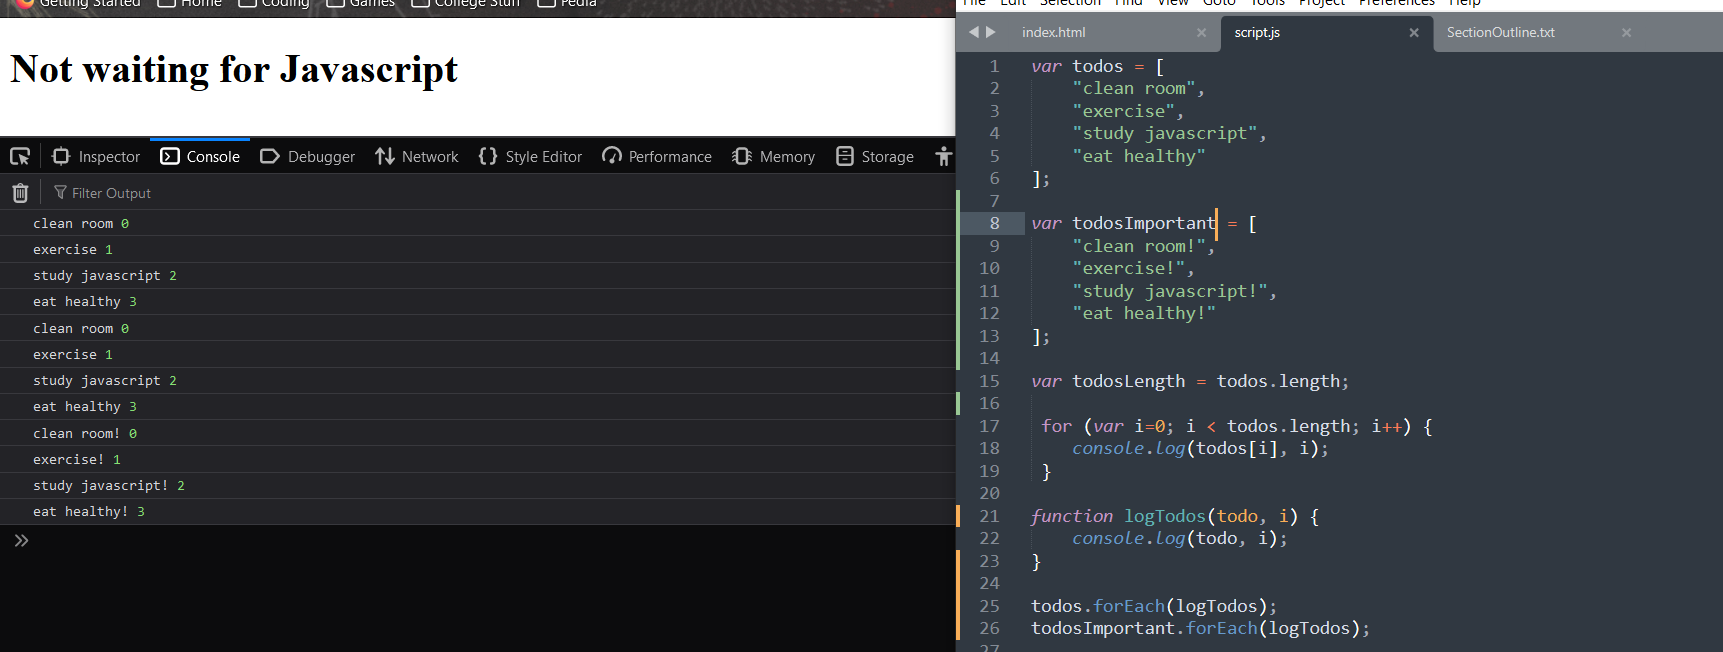 Getting Started Home Coding Games College Stuff Pedia
Not waiting for Javascript
Inspector Console Debugger Network Style Editor Performance Memory Storage
Filter Output
clean room 0
exercise 1
study javascript 2
eat healthy 3
clean room 0
exercise 1
study javascript 2
eat healthy 3
clean room! 0
exercise! 1
study javascript! 2
eat healthy! 3
File Edit Selection Find View Goto Tools Project Preferences Help
index.html script.js SectionOutline.txt
1 var todos = [
2 "clean room",
3 "exercise",
4 "study javascript",
5 "eat healthy"
6 ];
7
8 var todosImportant = [
9 "clean room!",
10 "exercise!",
11 "study javascript!",
12 "eat healthy!"
13 ];
14
15 var todosLength = todos.length;
16
17 for (var i=0; i < todos.length; i++) {
18 console.log(todos[i], i);
19 }
20
21 function logTodos(todo, i) {
22 console.log(todo, i);
23 }
24
25 todos.forEach(logTodos);
26 todosImportant.forEach(logTodos);
27